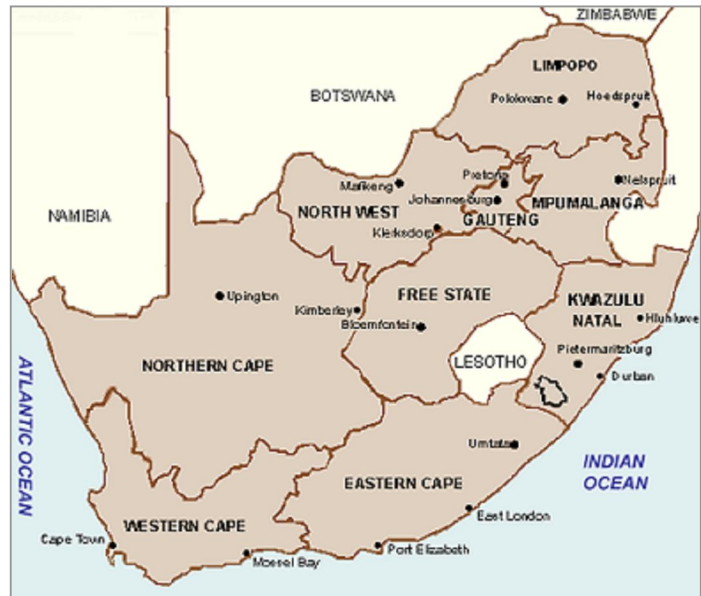 ZIMBABWE
LIMPOPO
Polokwane
Hoedspruit
BOTSWANA
Mafikeng
Pretoria
Nelspruit
Johannesburg
MPUMALANGA
NORTH WEST
GAUTENG
NAMIBIA
Klerksdorp
Upington
Kimberley
FREE STATE
KWAZULU
NATAL
Bloemfontein
Hluhluwe
LESOTHO
Pietermaritzburg
NORTHERN CAPE
Durban
ATLANTIC OCEAN
Umtata
INDIAN
OCEAN
EASTERN CAPE
East London
WESTERN CAPE
Cape Town
Mossel Bay
Port Elizabeth